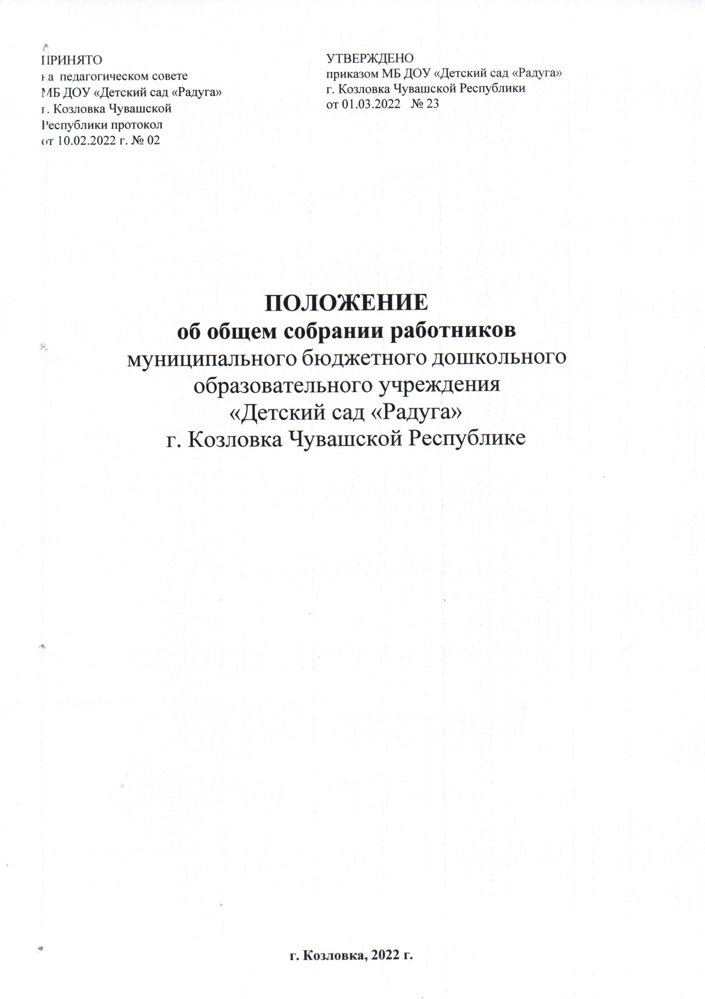 ПРИНЯТО
на педагогическом совете
МБ ДОУ «Детский сад «Радуга»
г. Козловка Чувашской
Республики протокол
от 10.02.2022 г. № 02
УТВЕРЖДЕНО
приказом МБ ДОУ «Детский сад «Радуга»
г. Козловка Чувашской Республики
от 01.03.2022 № 23
ПОЛОЖЕНИЕ
об общем собрании работников
муниципального бюджетного дошкольного
образовательного учреждения
«Детский сад «Радуга»
г. Козловка Чувашской Республике
г. Козловка, 2022 г.